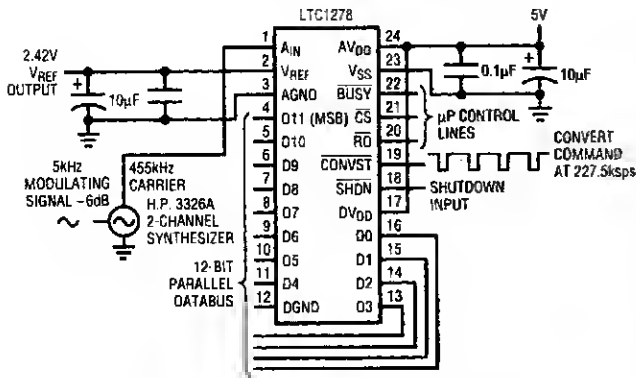 LTC1278
5V
2.42V
VREF
OUTPUT
10µF
1 AIN
2 VREF
3 AGND
4 D11 (MSB)
5 D10
6 D9
7 D8
8 D7
9 D6
10 D5
11 D4
12 DGND
AVDD 24
VSS 23
BUSY 22
CS 21
RD 20
CONVST 19
SHDN 18
DVDD 17
D0 16
D1 15
D2 14
D3 13
0.1µF
10µF
µP CONTROL
LINES
CONVERT
COMMAND
AT 227.5ksps
SHUTDOWN
INPUT
5kHz
MODULATING
SIGNAL –6dB
455kHz
CARRIER
H.P. 3326A
2-CHANNEL
SYNTHESIZER
12-BIT
PARALLEL
DATABUS